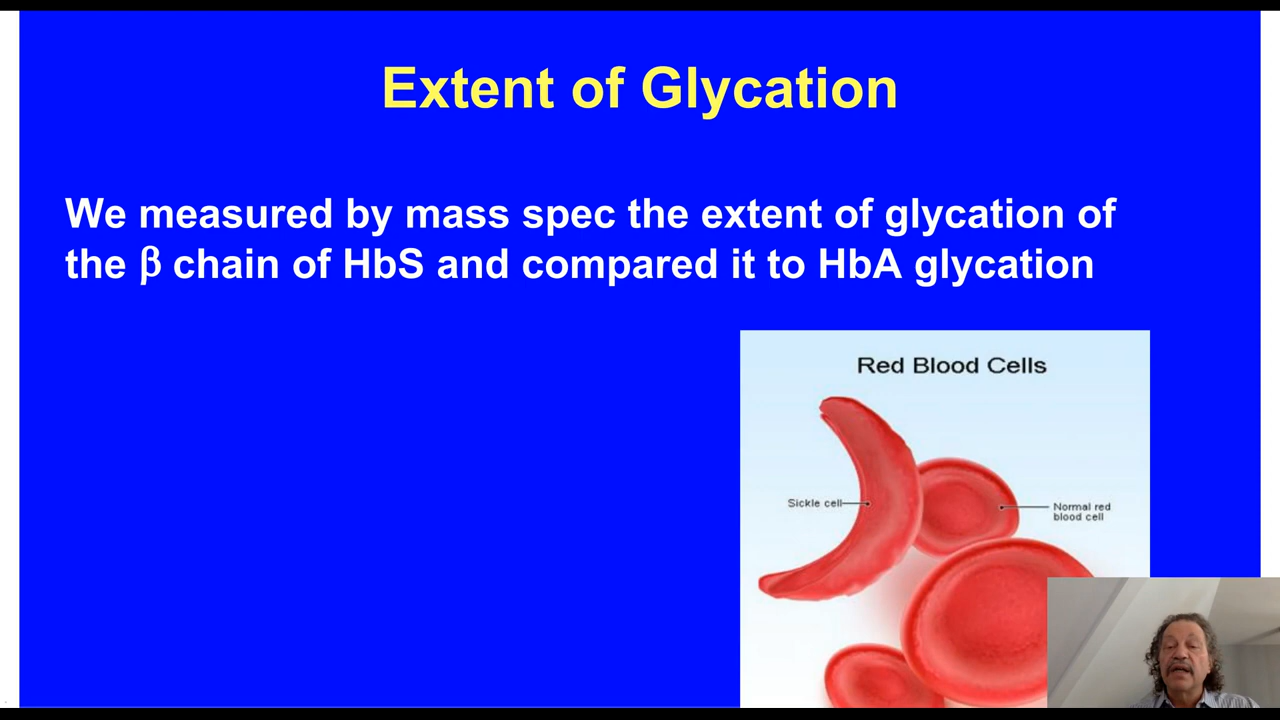 Extent of Glycation
We measured by mass spec the extent of glycation of
the β chain of HbS and compared it to HbA glycation
Red Blood Cells
Sickle cell
Normal red
blood cell